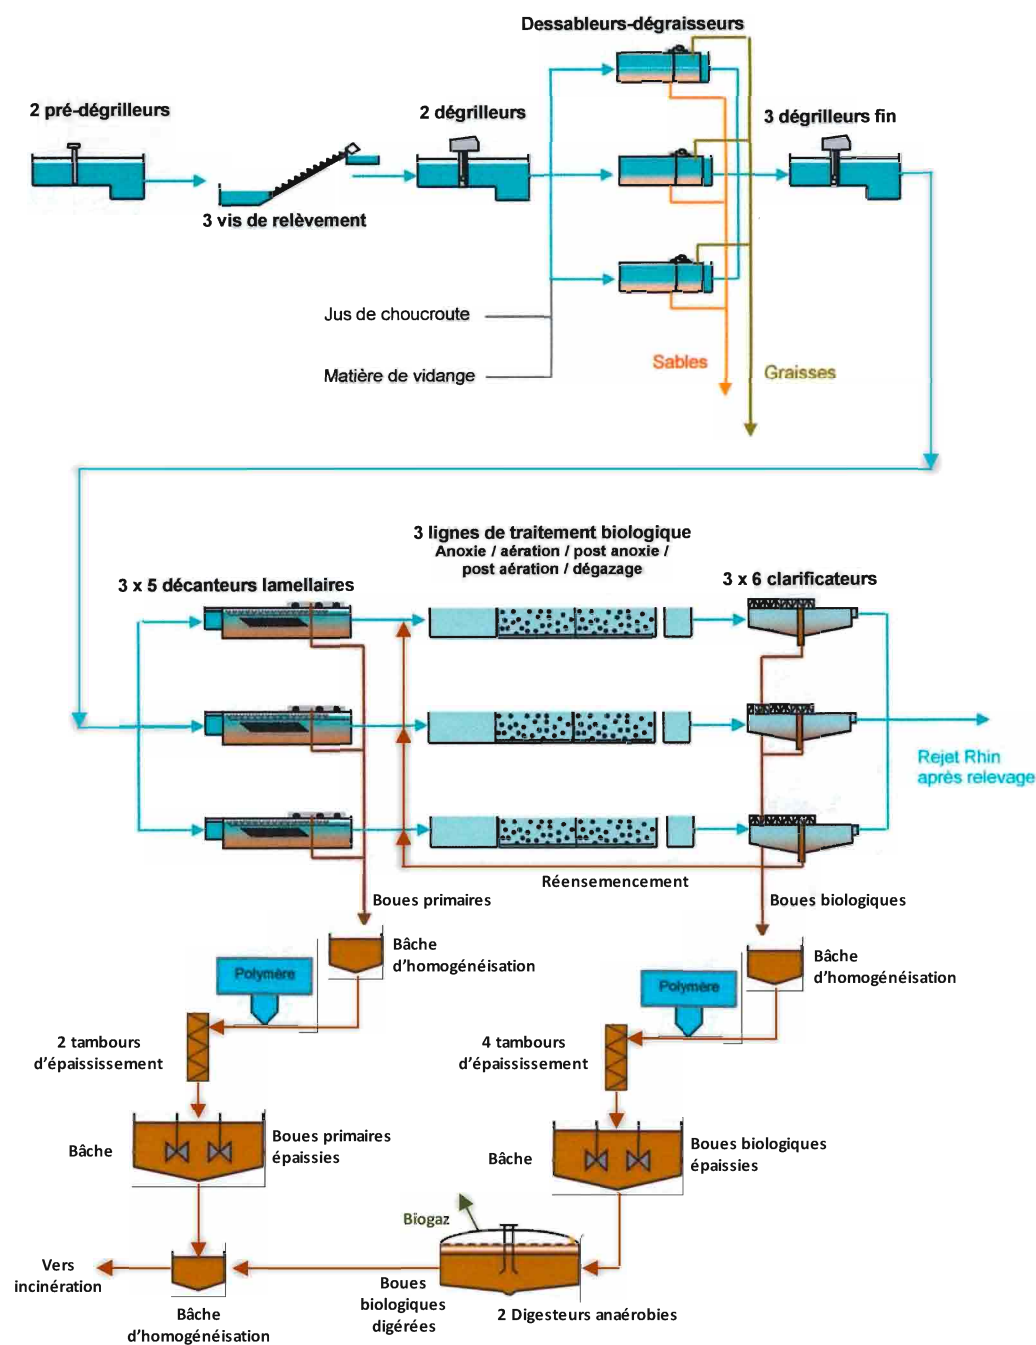 Dessableurs-dégraisseurs
2 pré-dégrilleurs
2 dégrilleurs
3 dégrilleurs fin
3 vis de relèvement
Jus de choucroute
Matière de vidange
Sables
Graisses
3 lignes de traitement biologique
Anoxie / aération / post anoxie /
post aération / dégazage
3 x 5 décanteurs lamellaires
3 x 6 clarificateurs
Rejet Rhin
après relevage
Réensemencement
Boues primaires
Boues biologiques
Bâche
d'homogénéisation
Bâche
d'homogénéisation
Polymère
Polymère
2 tambours
d'épaississement
4 tambours
d'épaississement
Bâche
Boues primaires
épaissies
Bâche
Boues biologiques
épaissies
Biogaz
Vers
incinération
Boues
biologiques
digérées
2 Digesteurs anaérobies
Bâche
d'homogénéisation